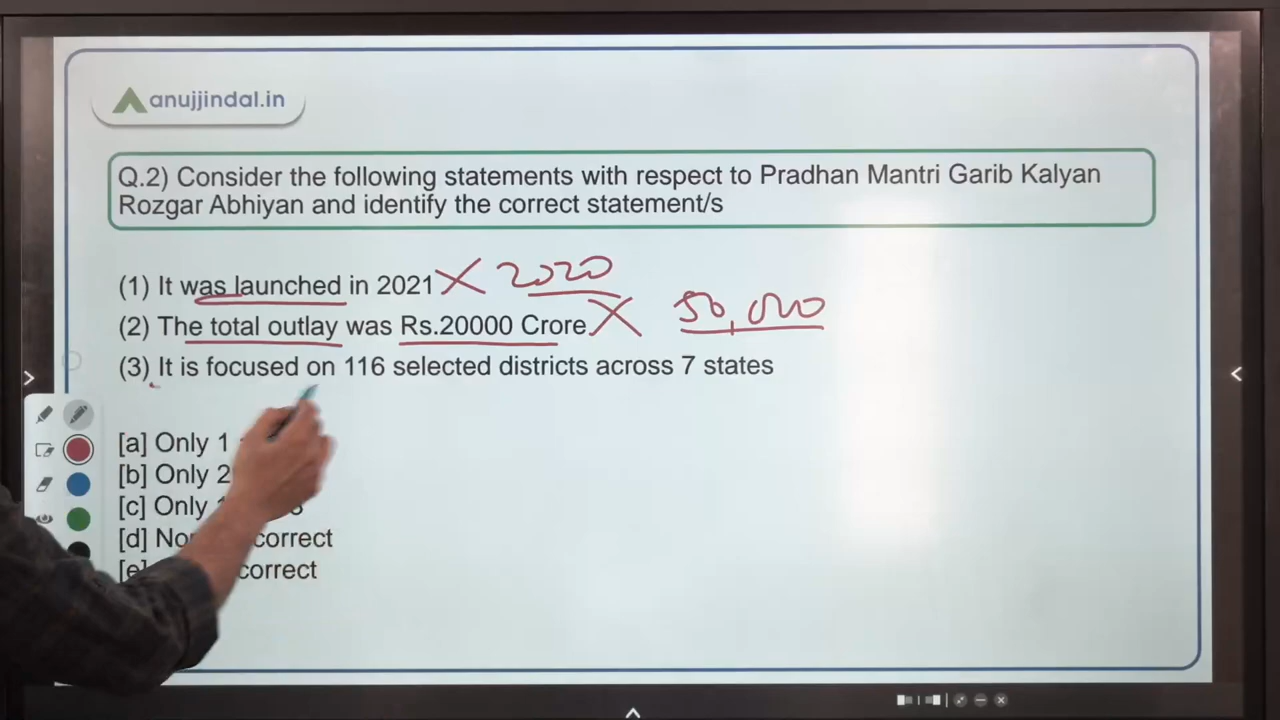 anujjindal.in
Q.2) Consider the following statements with respect to Pradhan Mantri Garib Kalyan
Rozgar Abhiyan and identify the correct statement/s
(1) It was launched in 2021 X 2020
(2) The total outlay was Rs.20000 Crore X 50,000
(3) It is focused on 116 selected districts across 7 states
[a] Only 1
[b] Only 2
[c] Only
[d] correct
[e] correct